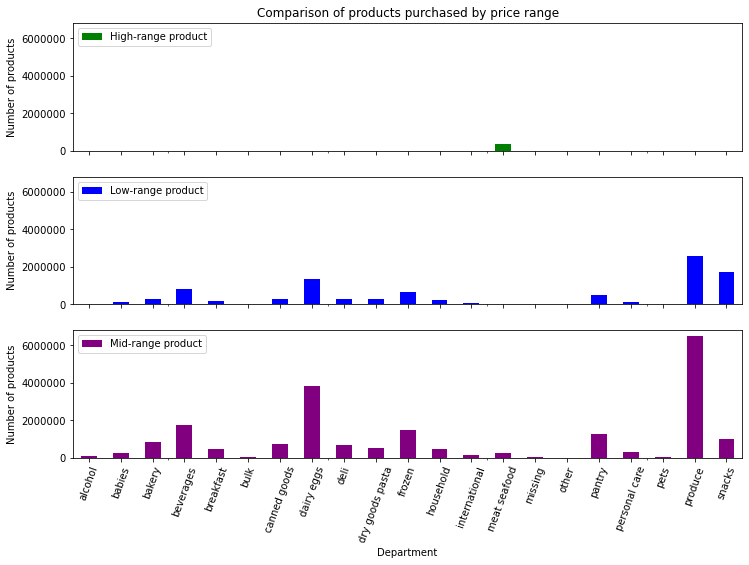 Comparison of products purchased by price range
High-range product
Number of products
6000000
4000000
2000000
0
Low-range product
Number of products
6000000
4000000
2000000
0
Mid-range product
Number of products
6000000
4000000
2000000
0
alcohol
babies
bakery
beverages
breakfast
bulk
canned goods
dairy eggs
deli
dry goods pasta
frozen
household
international
meat seafood
missing
other
pantry
personal care
pets
produce
snacks
Department